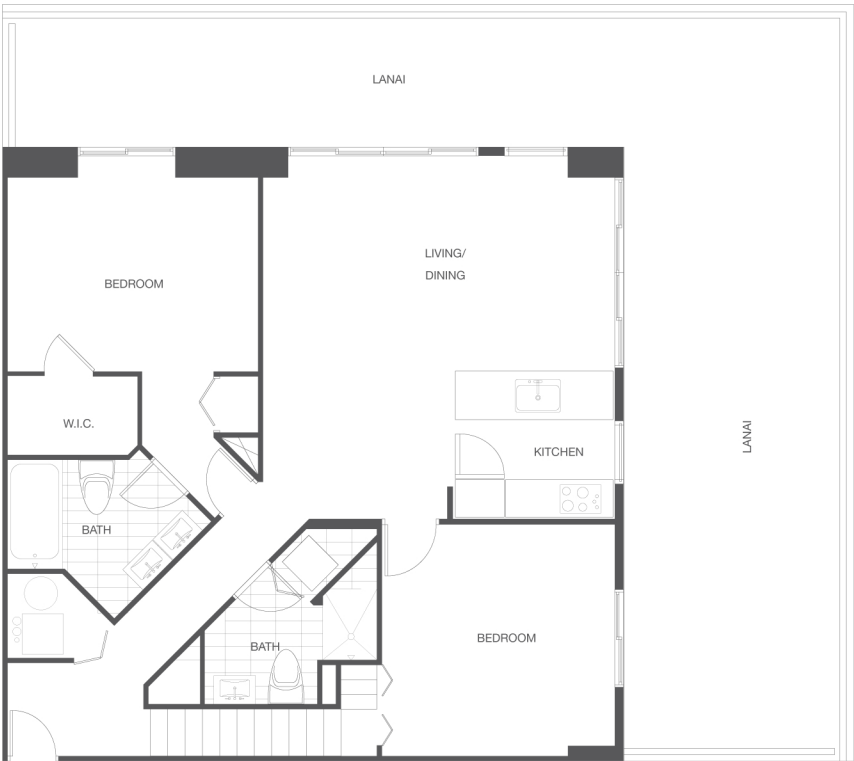 LANAI
LIVING/
DINING
BEDROOM
W.I.C.
KITCHEN
LANAI
BATH
BEDROOM
BATH